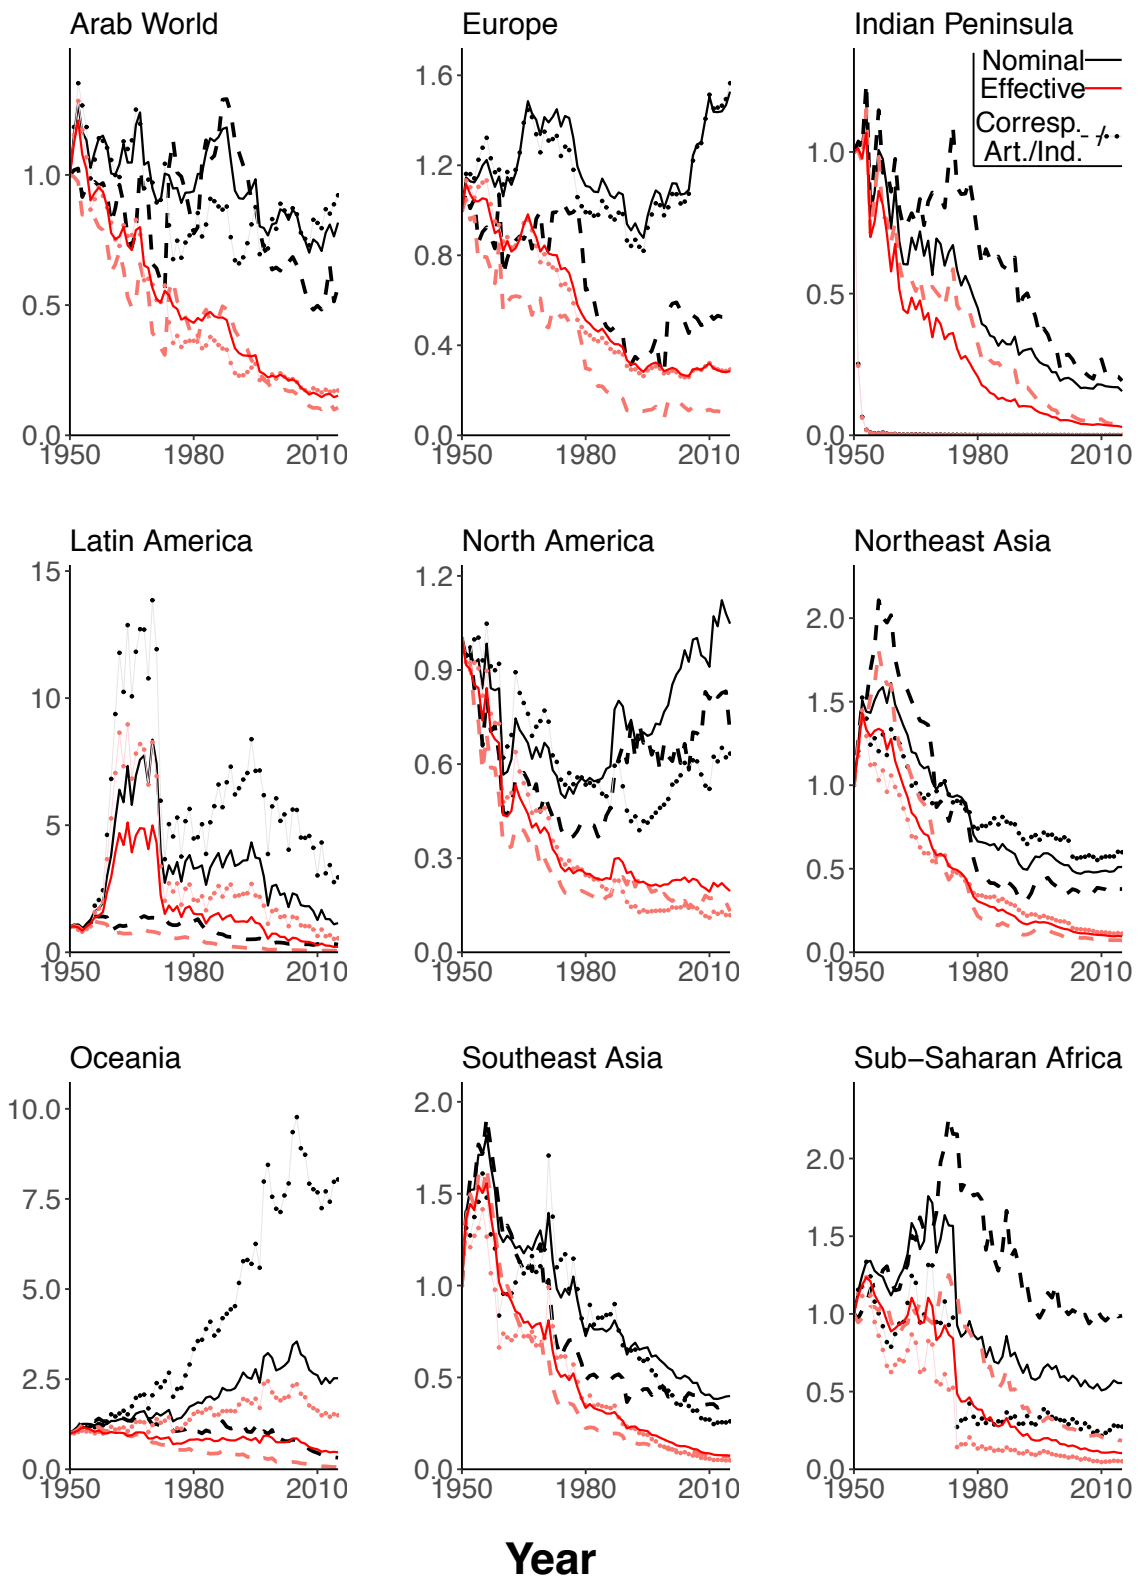 Arab World
1.0
0.5
0.0
1950 1980 2010
Europe
1.6
1.2
0.8
0.4
0.0
1950 1980 2010
Indian Peninsula
Nominal
Effective
Corresp.
Art./Ind.
-/··
1.0
0.5
0.0
1950 1980 2010
Latin America
15
10
5
0
1950 1980 2010
North America
1.2
0.9
0.6
0.3
0.0
1950 1980 2010
Northeast Asia
2.0
1.5
1.0
0.5
0.0
1950 1980 2010
Oceania
10.0
7.5
5.0
2.5
0.0
1950 1980 2010
Southeast Asia
2.0
1.5
1.0
0.5
0.0
1950 1980 2010
Sub−Saharan Africa
2.0
1.5
1.0
0.5
0.0
1950 1980 2010
Year